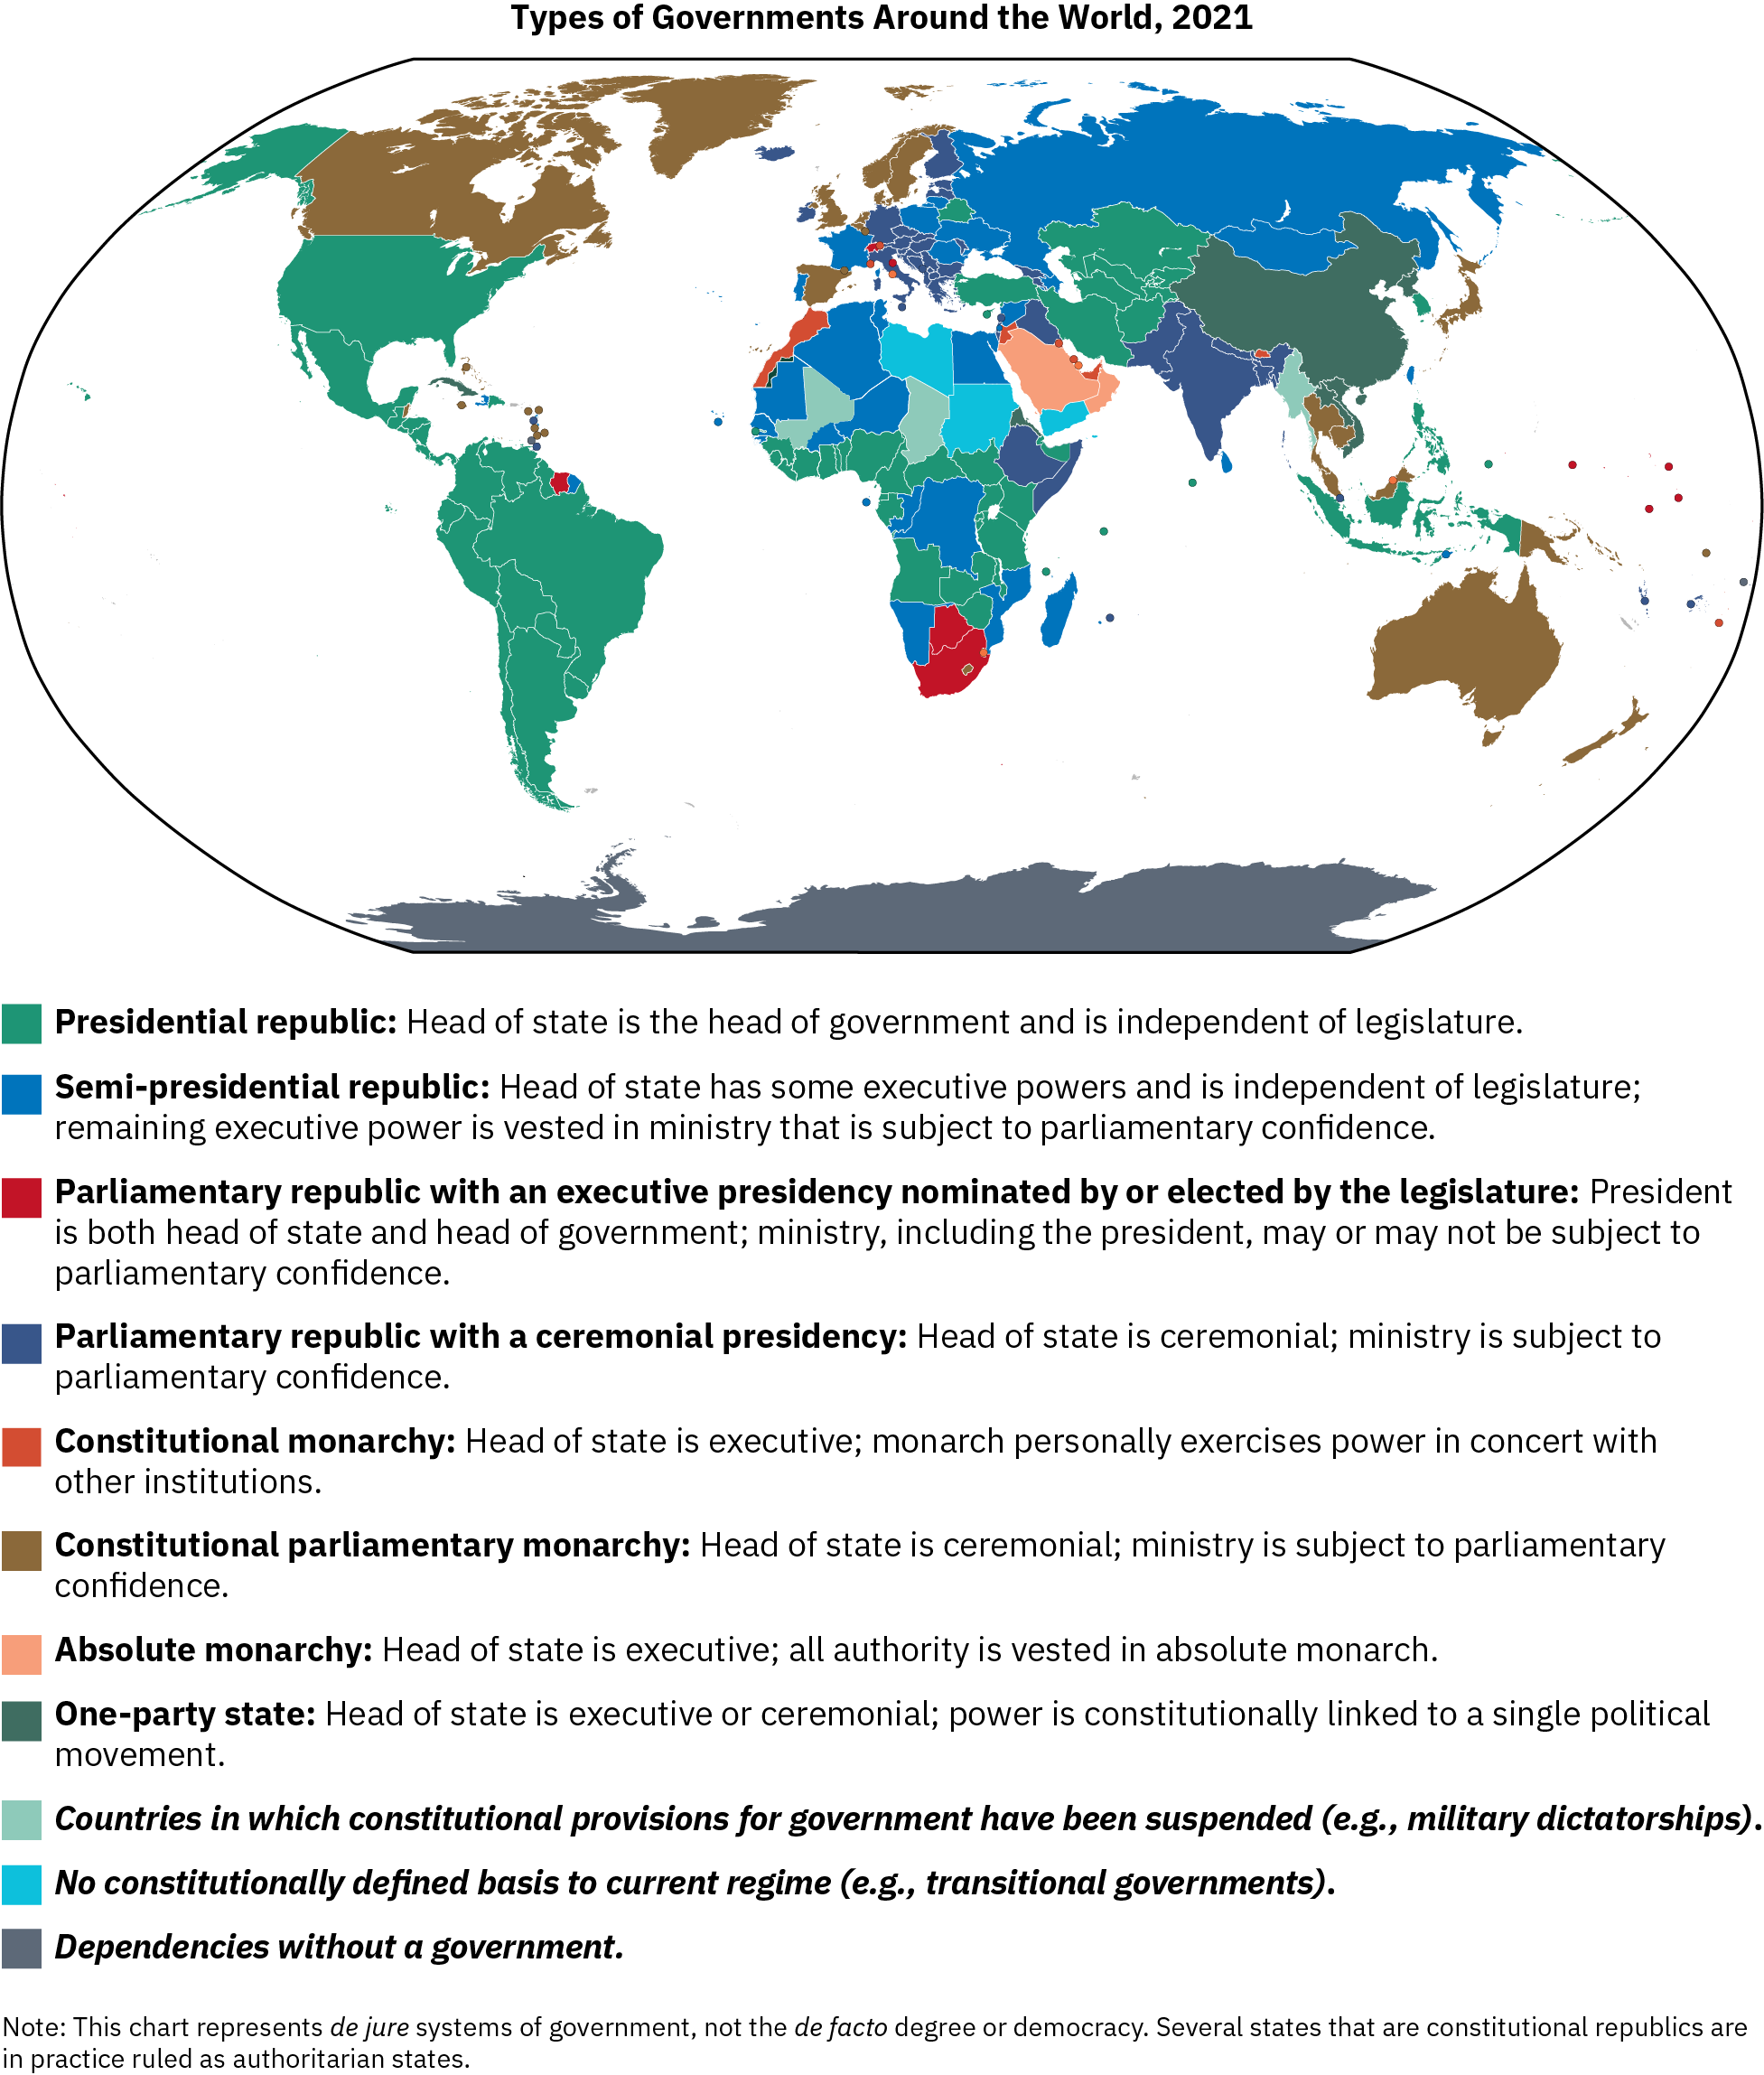 Types of Governments Around the World, 2021
Presidential republic: Head of state is the head of government and is independent of legislature.
Semi-presidential republic: Head of state has some executive powers and is independent of legislature;
remaining executive power is vested in ministry that is subject to parliamentary confidence.
Parliamentary republic with an executive presidency nominated by or elected by the legislature: President
is both head of state and head of government; ministry, including the president, may or may not be subject to
parliamentary confidence.
Parliamentary republic with a ceremonial presidency: Head of state is ceremonial; ministry is subject to
parliamentary confidence.
Constitutional monarchy: Head of state is executive; monarch personally exercises power in concert with
other institutions.
Constitutional parliamentary monarchy: Head of state is ceremonial; ministry is subject to parliamentary
confidence.
Absolute monarchy: Head of state is executive; all authority is vested in absolute monarch.
One-party state: Head of state is executive or ceremonial; power is constitutionally linked to a single political
movement.
Countries in which constitutional provisions for government have been suspended (e.g., military dictatorships).
No constitutionally defined basis to current regime (e.g., transitional governments).
Dependencies without a government.
Note: This chart represents de jure systems of government, not the de facto degree or democracy. Several states that are constitutional republics are
in practice ruled as authoritarian states.